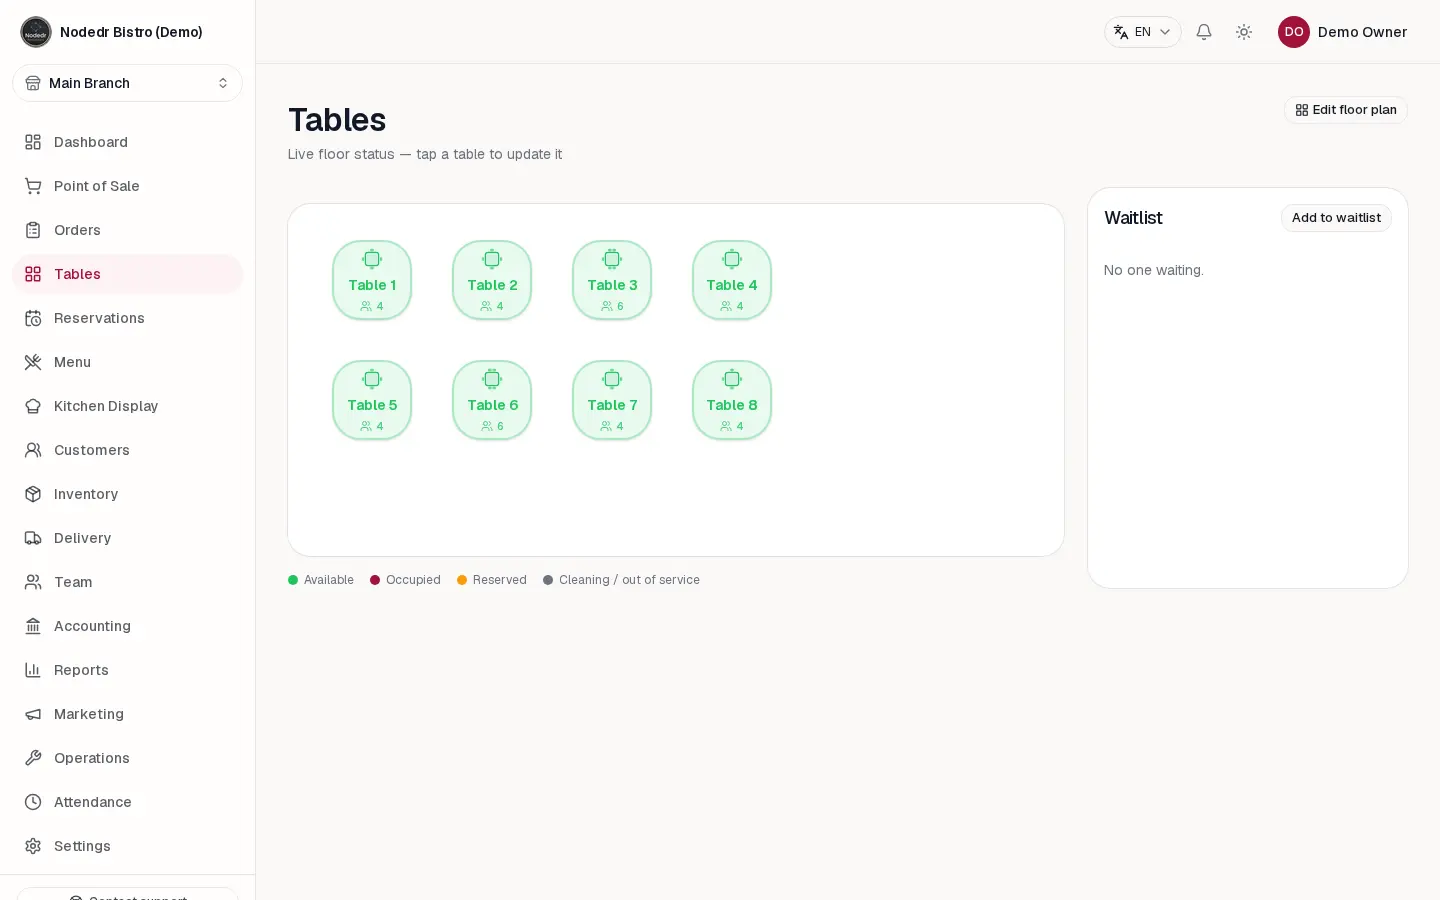 Nodedr
Nodedr Bistro (Demo)
EN
DO
Demo Owner
Main Branch
Dashboard
Point of Sale
Orders
Tables
Reservations
Menu
Kitchen Display
Customers
Inventory
Delivery
Team
Accounting
Reports
Marketing
Operations
Attendance
Settings
Contact support
Tables
Live floor status — tap a table to update it
Edit floor plan
Table 1
4
Table 2
4
Table 3
6
Table 4
4
Table 5
4
Table 6
6
Table 7
4
Table 8
4
Available
Occupied
Reserved
Cleaning / out of service
Waitlist
Add to waitlist
No one waiting.